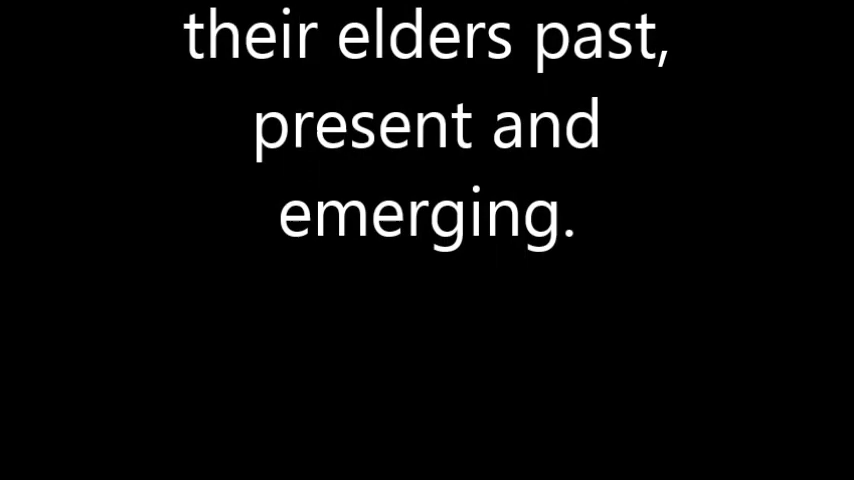 their elders past,
present and
emerging.